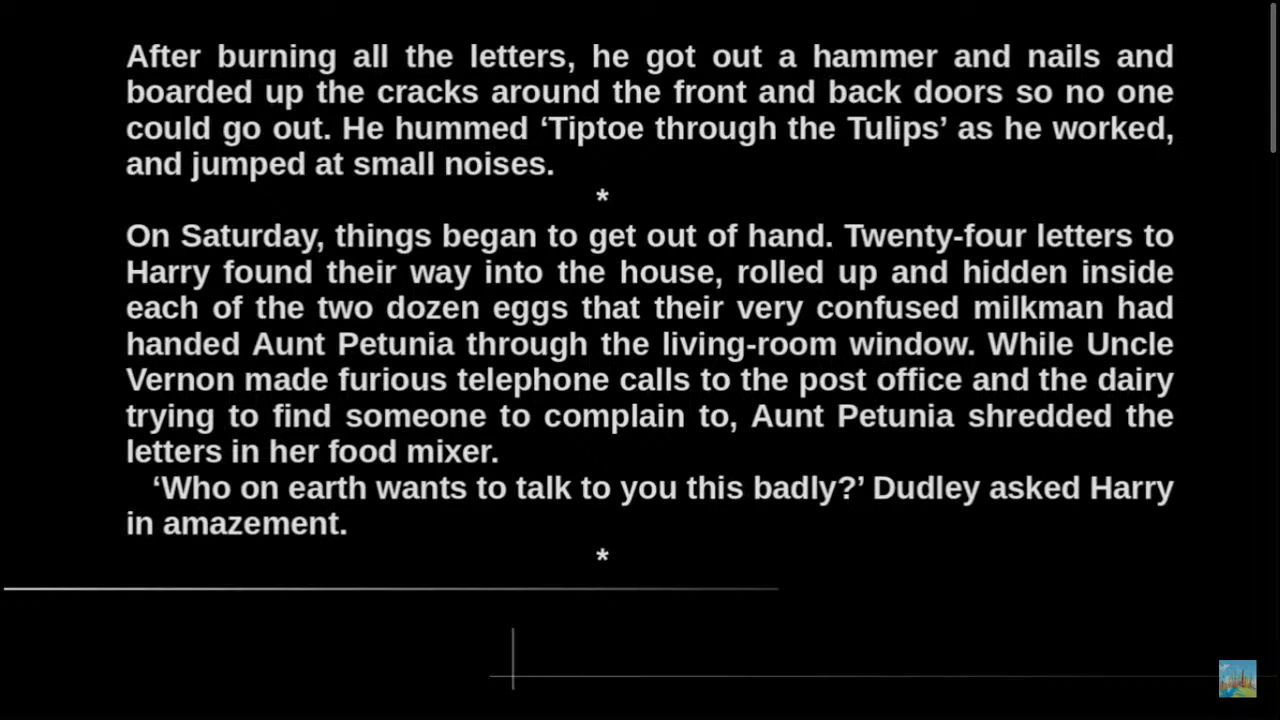 After burning all the letters, he got out a hammer and nails and
boarded up the cracks around the front and back doors so no one
could go out. He hummed ‘Tiptoe through the Tulips’ as he worked,
and jumped at small noises.
*
On Saturday, things began to get out of hand. Twenty-four letters to
Harry found their way into the house, rolled up and hidden inside
each of the two dozen eggs that their very confused milkman had
handed Aunt Petunia through the living-room window. While Uncle
Vernon made furious telephone calls to the post office and the dairy
trying to find someone to complain to, Aunt Petunia shredded the
letters in her food mixer.
‘Who on earth wants to talk to you this badly?’ Dudley asked Harry
in amazement.
*